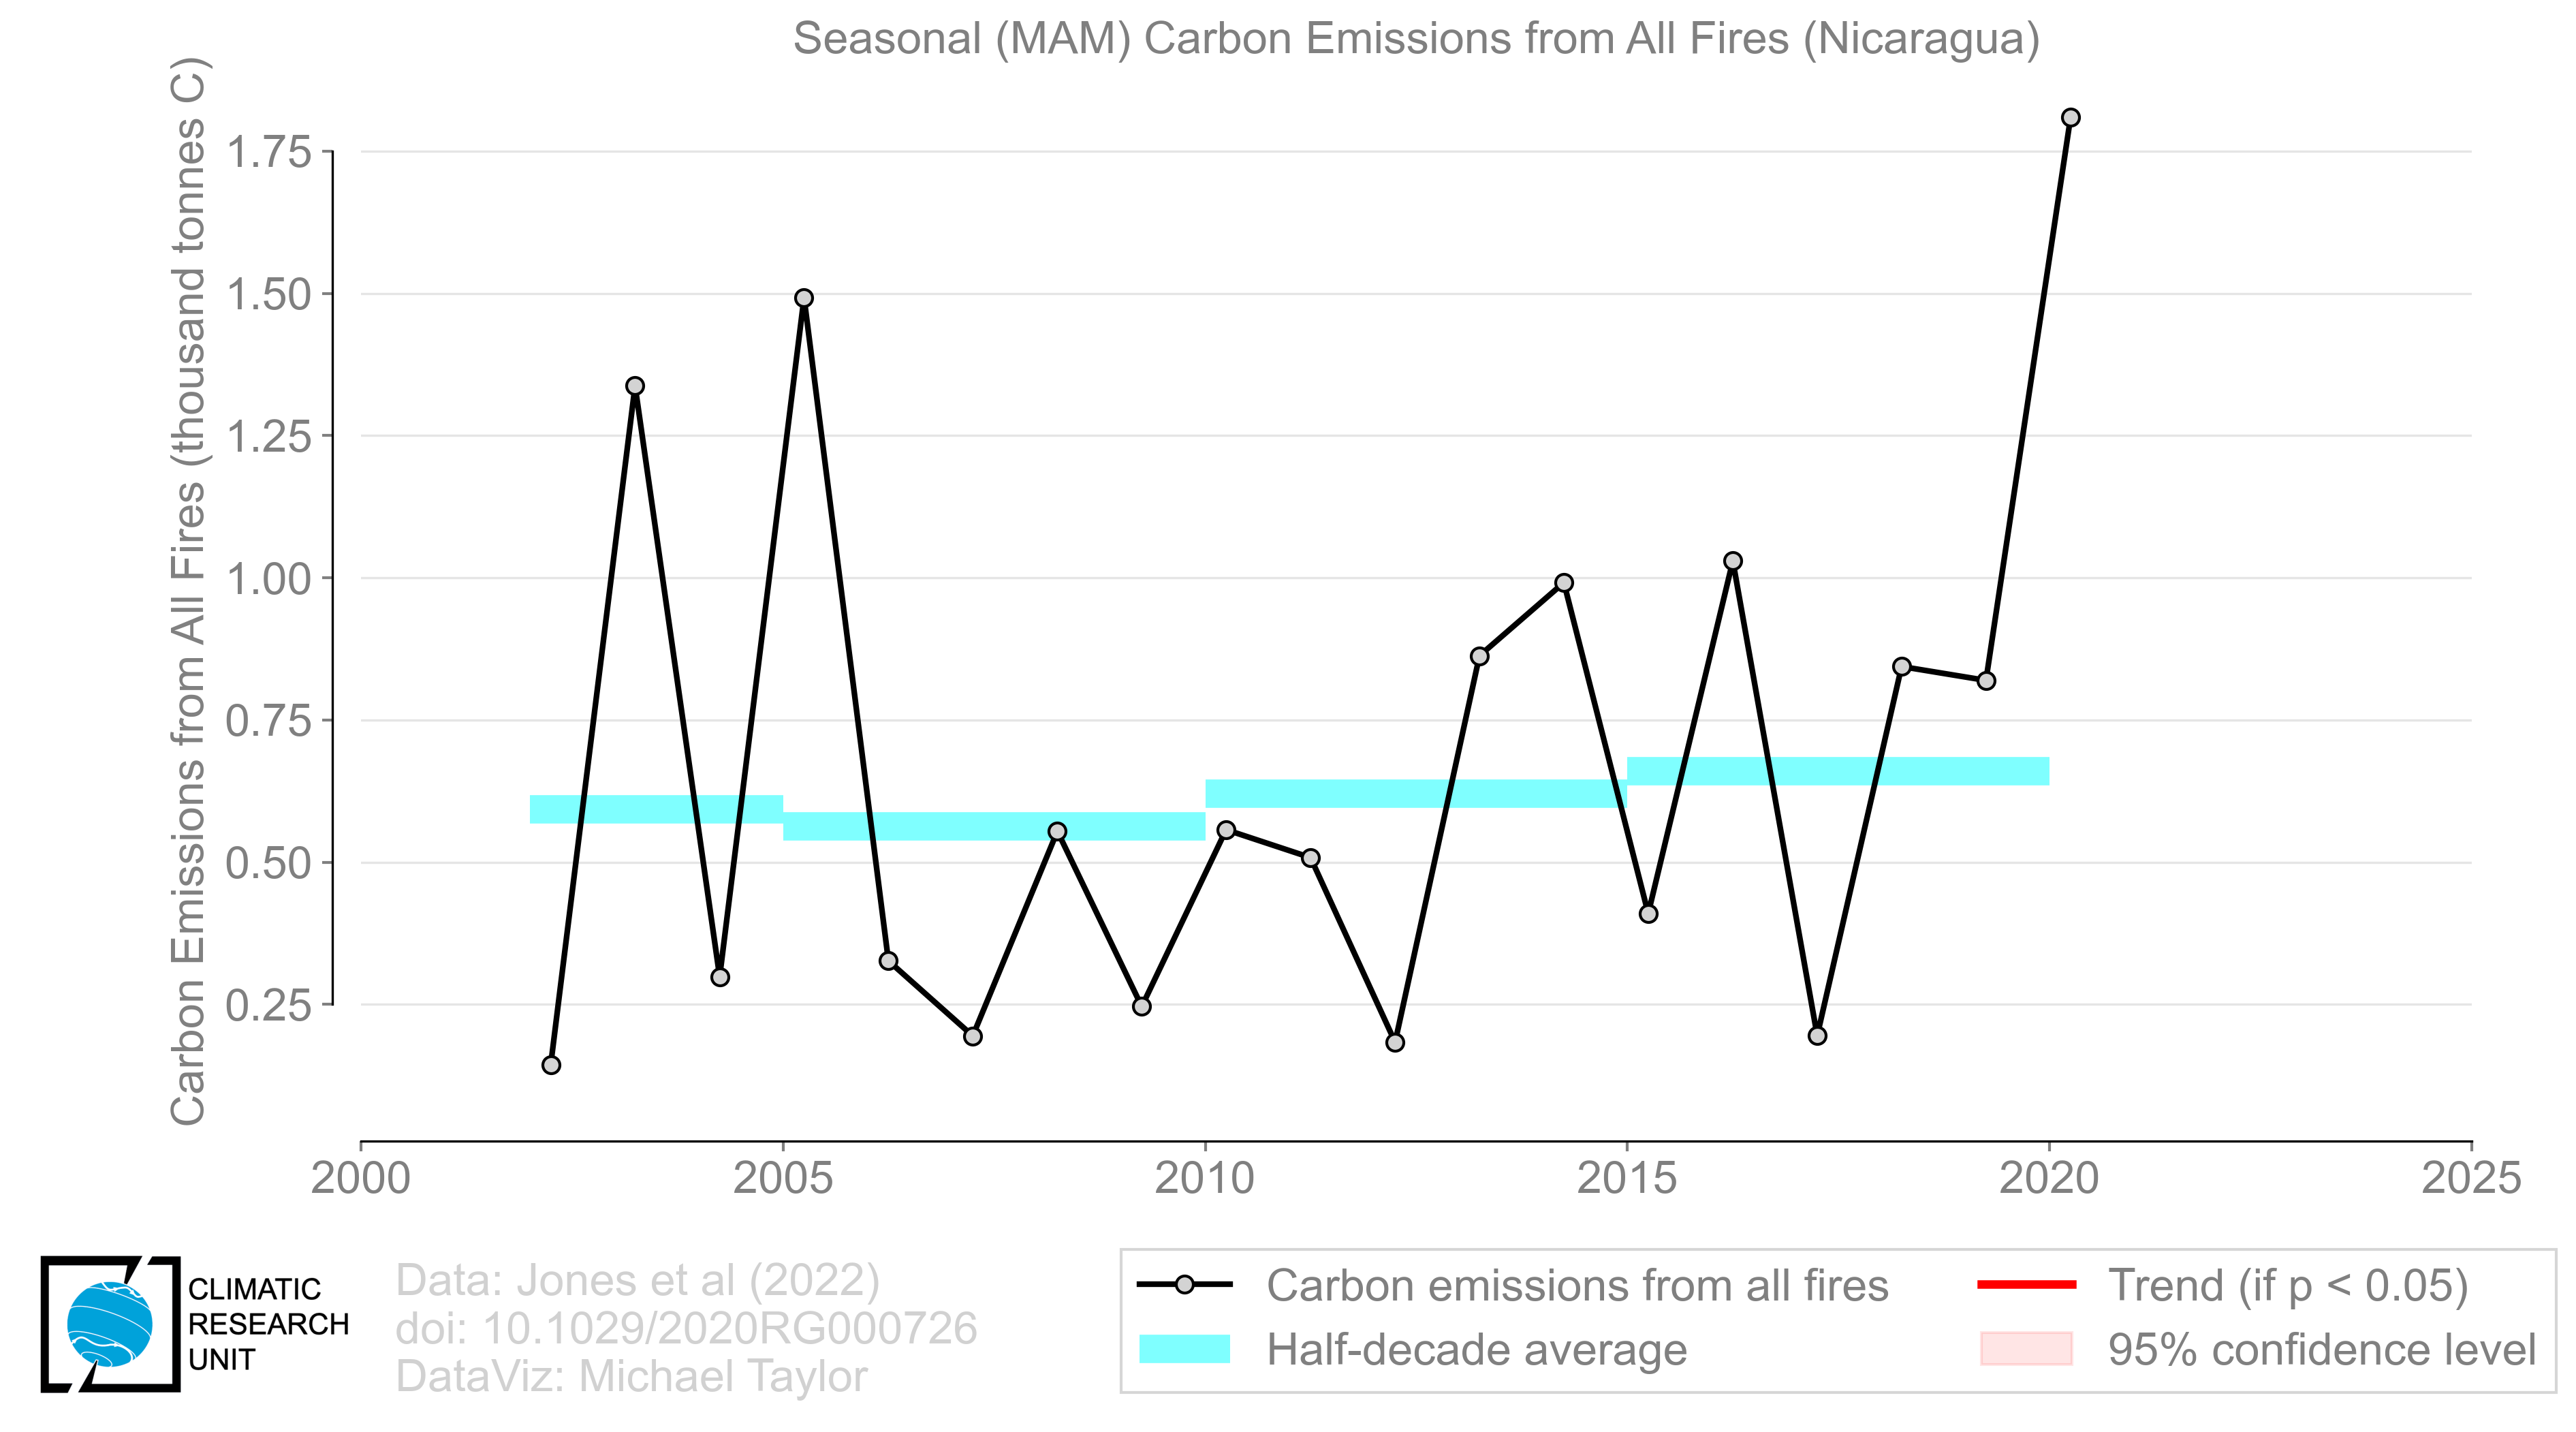 Seasonal (MAM) Carbon Emissions from All Fires (Nicaragua)
Carbon Emissions from All Fires (thousand tonnes C)
1.75
1.50
1.25
1.00
0.75
0.50
0.25
2000
2005
2010
2015
2020
2025
CLIMATIC
RESEARCH
UNIT
Data: Jones et al (2022)
doi: 10.1029/2020RG000726
DataViz: Michael Taylor
Carbon emissions from all fires
Half-decade average
Trend (if p < 0.05)
95% confidence level